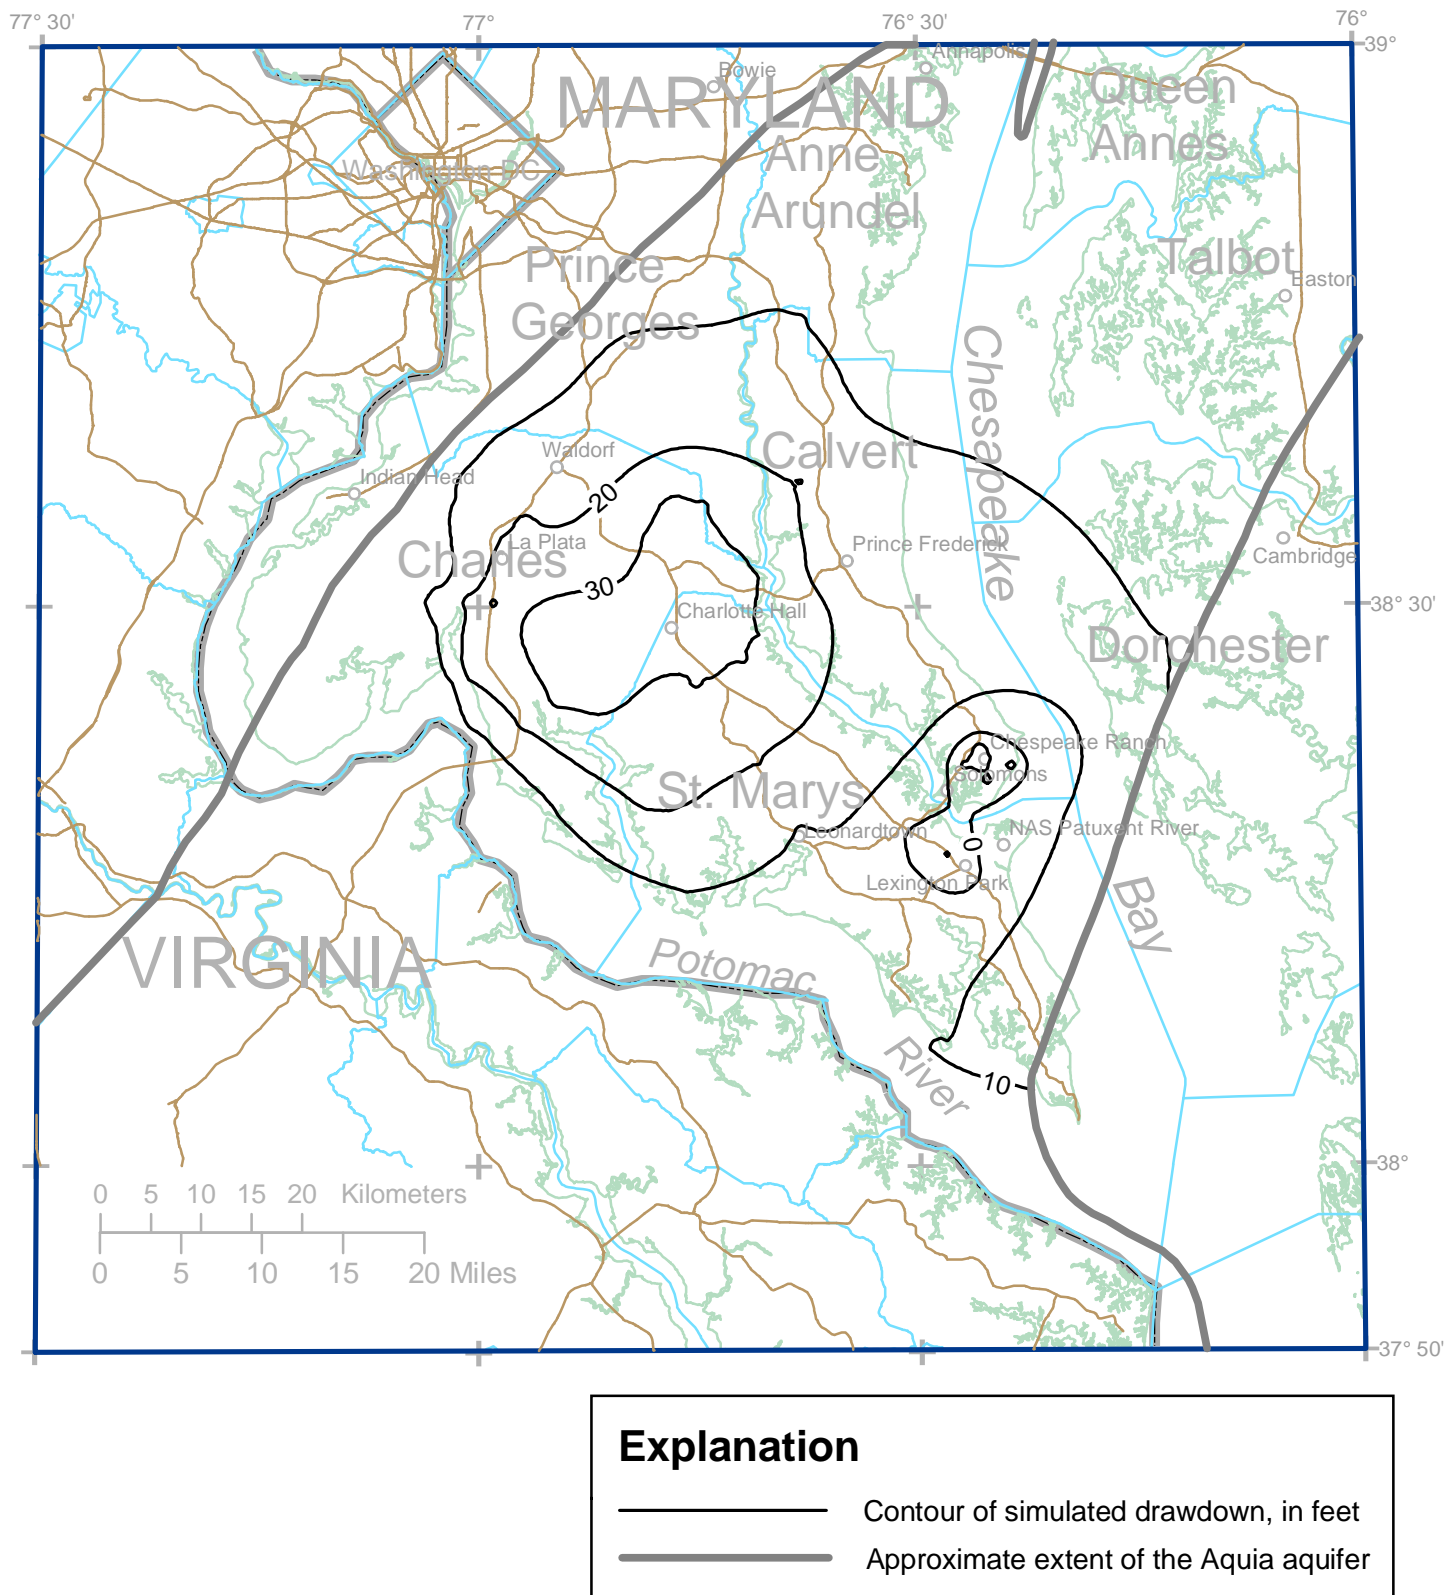 77° 30'
77°
76° 30'
76°
39°
Annapolis
Bowie
MARYLAND
Queen
Annes
Anne
Arundel
Washington DC
Talbot
Easton
Prince
Georges
Chesapeake
Calvert
Waldorf
Indian Head
20
La Plata
Prince Frederick
Cambridge
Charles
30
38° 30'
Charlotte Hall
Dorchester
Chespeake Ranch
Solomons
St. Marys
Leonardtown
NAS Patuxent River
0
Lexington Park
Bay
VIRGINIA
Potomac
River
10
38°
0 5 10 15 20 Kilometers
0 5 10 15 20 Miles
37° 50'
Explanation
Contour of simulated drawdown, in feet
Approximate extent of the Aquia aquifer